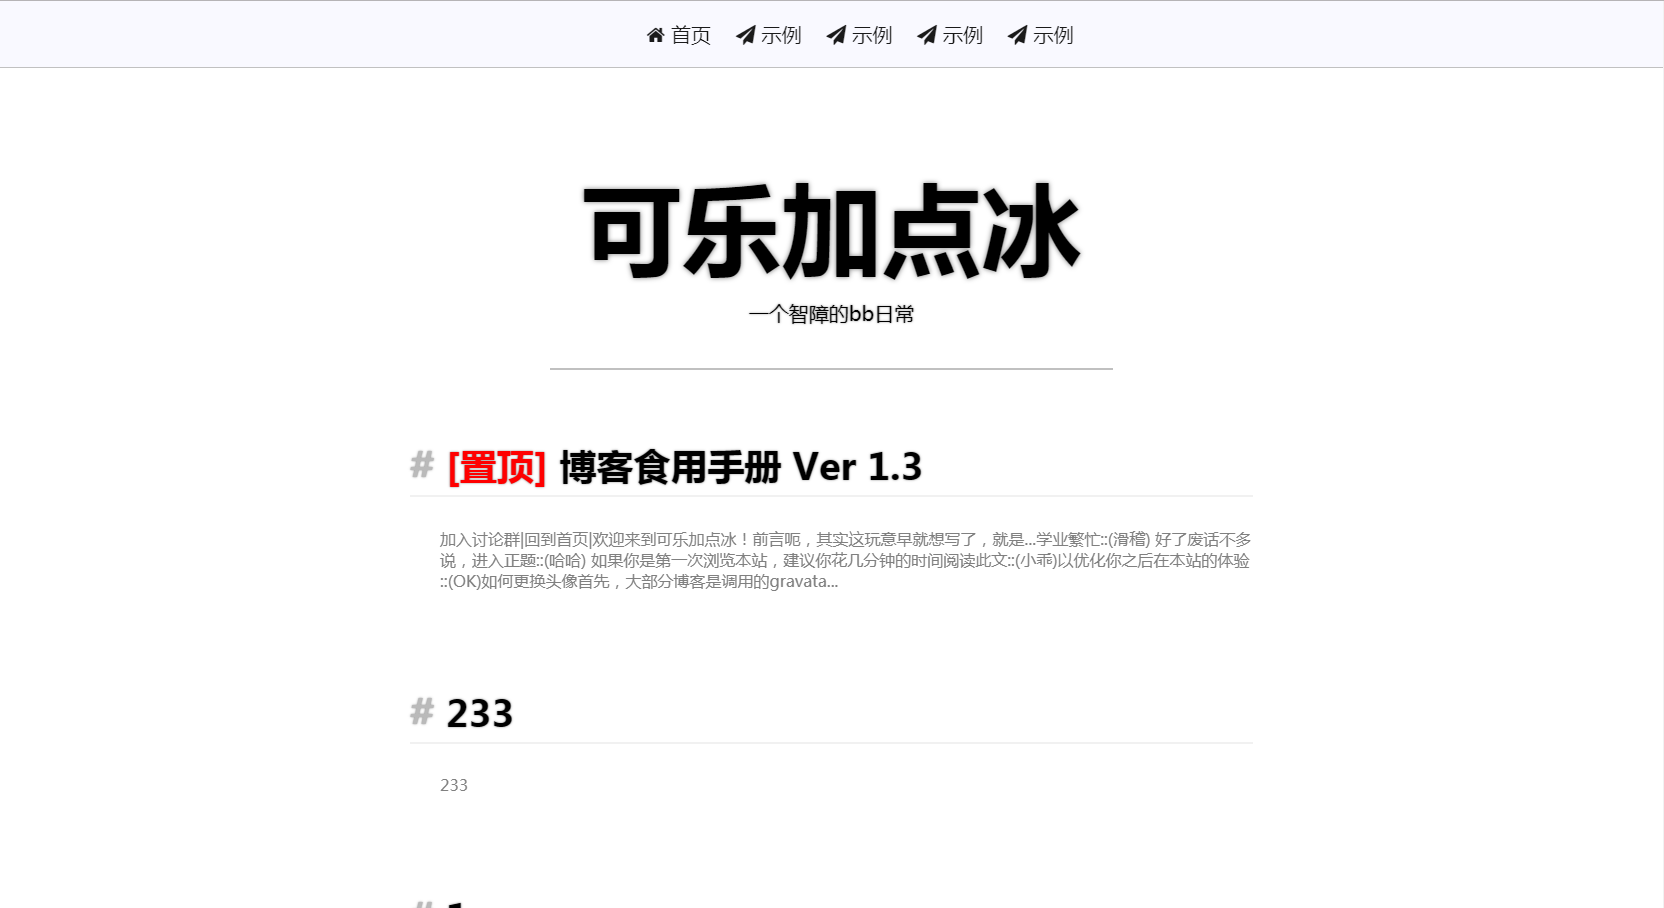 首页 示例 示例 示例 示例
可乐加点冰
一个智障的bb日常
# [置顶] 博客食用手册 Ver 1.3
加入讨论群|回到首页|欢迎来到可乐加点冰！前言呃，其实这玩意早就想写了，就是...学业繁忙::(滑稽) 好了废话不多
说，进入正题::(哈哈) 如果你是第一次浏览本站，建议你花几分钟的时间阅读此文::(小乖)以优化你之后在本站的体验
::(OK)如何更换头像首先，大部分博客是调用的gravata...
# 233
233